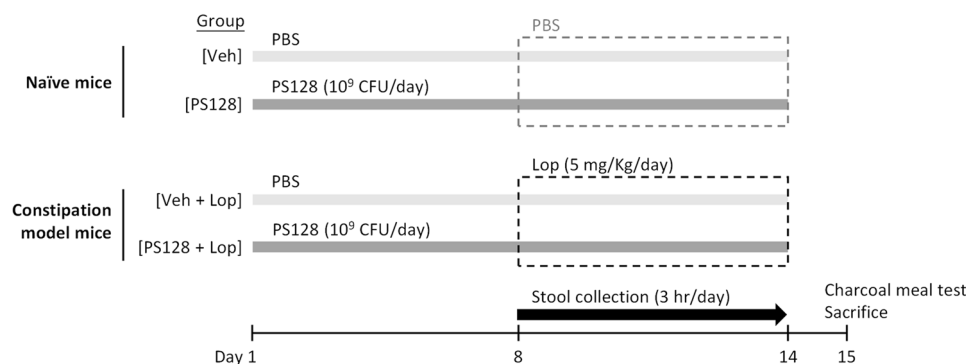 Group
PBS
PBS
[Veh]
Naïve mice
PS128 (10⁹ CFU/day)
[PS128]
Lop (5 mg/Kg/day)
PBS
[Veh + Lop]
Constipation
model mice
PS128 (10⁹ CFU/day)
[PS128 + Lop]
Stool collection (3 hr/day)
Charcoal meal test
Sacrifice
Day 1 8 14 15